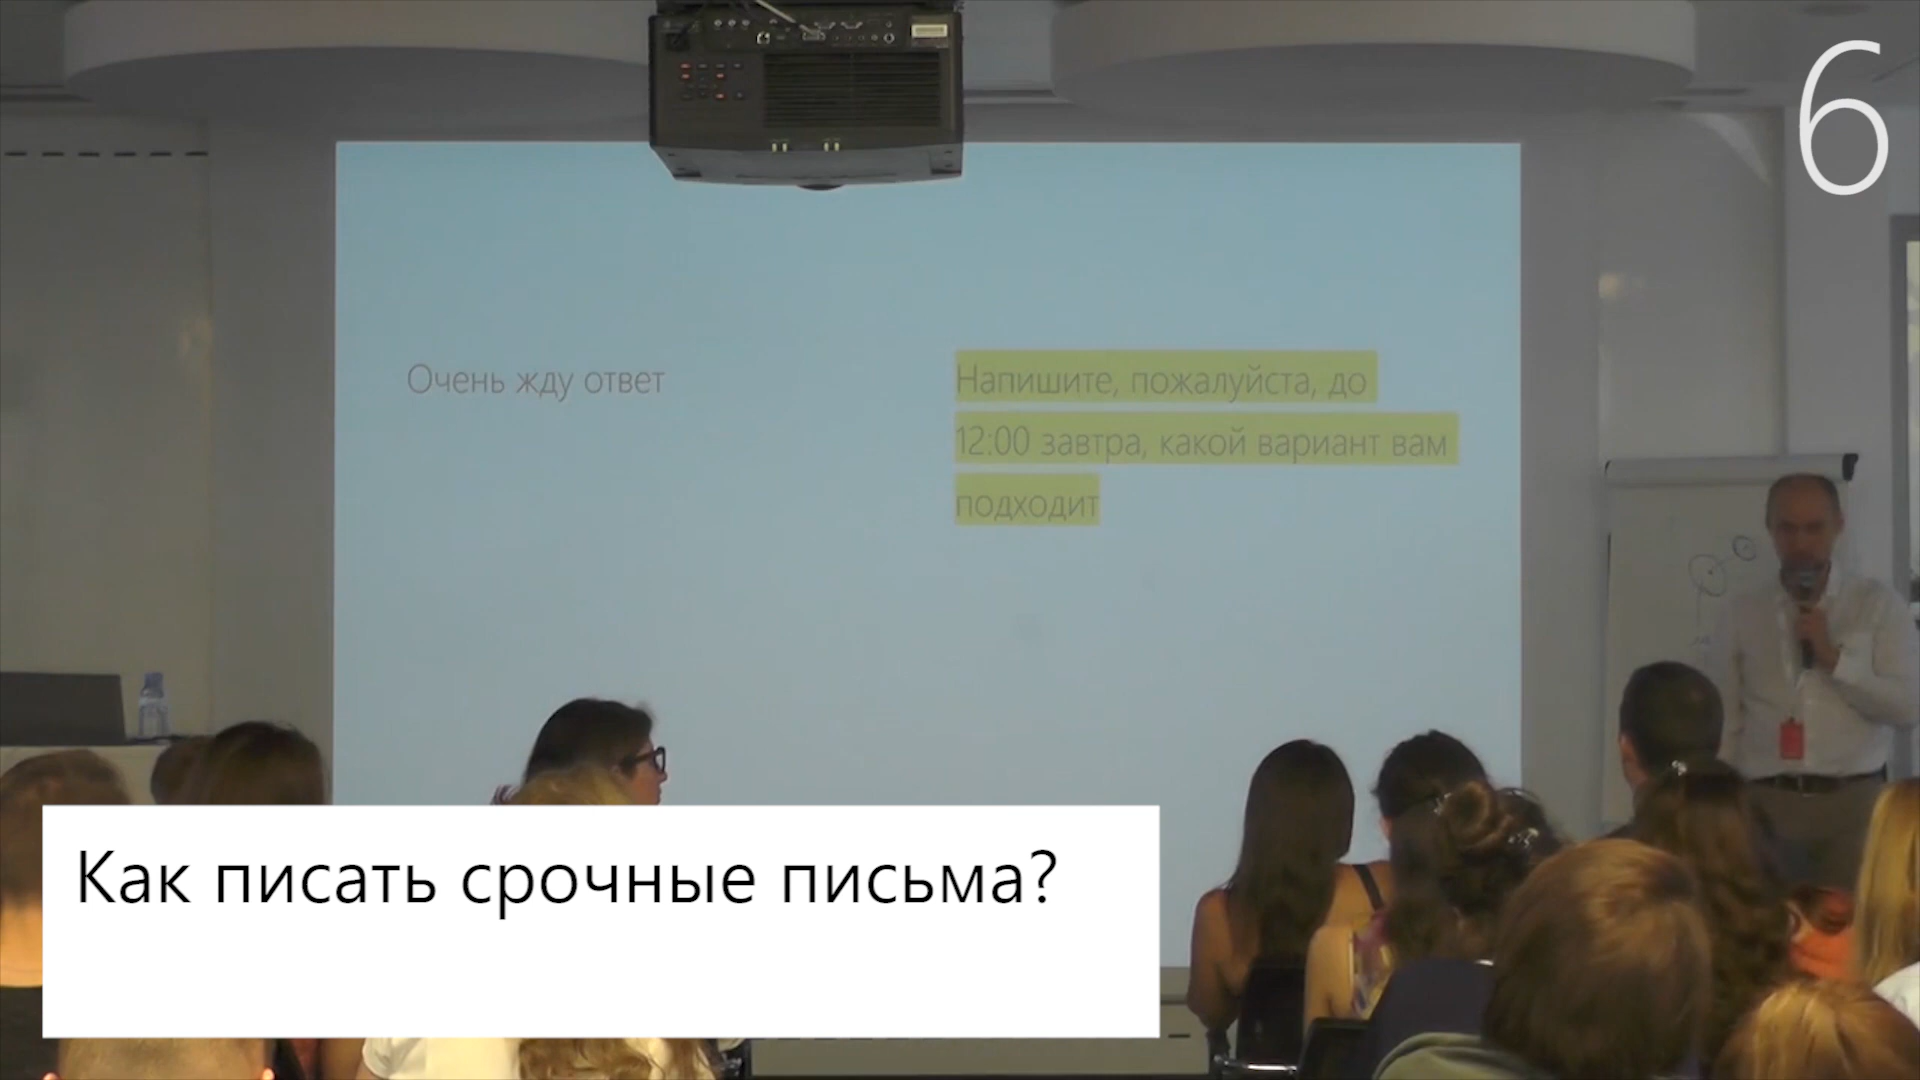 6
Очень жду ответ
Напишите, пожалуйста, до
12:00 завтра, какой вариант вам
подходит
Как писать срочные письма?